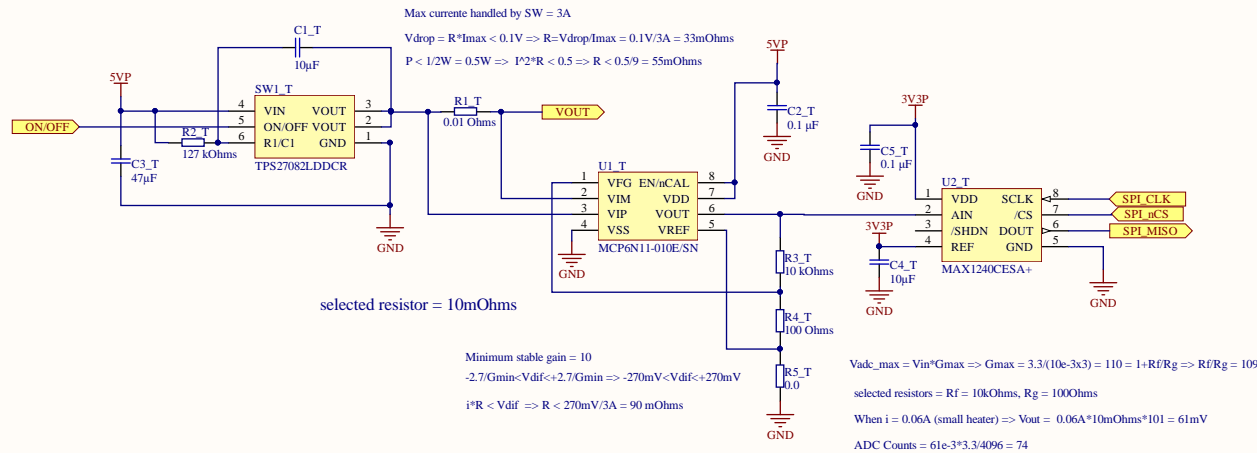 Max currente handled by SW = 3A
Vdrop = R*Imax < 0.1V => R=Vdrop/Imax = 0.1V/3A = 33mOhms
P < 1/2W = 0.5W => I^2*R < 0.5 => R < 0.5/9 = 55mOhms
C1_T
10µF
5VP
SW1_T
4 VIN VOUT 3
5 ON/OFF VOUT 2
6 R1/C1 GND 1
TPS27082LDDCR
ON/OFF
R2_T
127 kOhms
C3_T
47µF
GND
R1_T
0.01 Ohms
VOUT
5VP
C2_T
0.1 µF
GND
U1_T
1 VFG EN/nCAL 8
2 VIM VDD 7
3 VIP VOUT 6
4 VSS VREF 5
MCP6N11-010E/SN
GND
3V3P
C5_T
0.1 µF
GND
U2_T
1 VDD SCLK 8
2 AIN /CS 7
3 /SHDN DOUT 6
4 REF GND 5
MAX1240CESA+
SPI_CLK
SPI_nCS
SPI_MISO
3V3P
C4_T
10µF
GND
GND
R3_T
10 kOhms
R4_T
100 Ohms
R5_T
0.0
GND
selected resistor = 10mOhms
Minimum stable gain = 10
-2.7/Gmin<Vdif<+2.7/Gmin => -270mV<Vdif<+270mV
i*R < Vdif => R < 270mV/3A = 90 mOhms
Vadc_max = Vin*Gmax => Gmax = 3.3/(10e-3x3) = 110 = 1+Rf/Rg => Rf/Rg = 109
selected resistors = Rf = 10kOhms, Rg = 100Ohms
When i = 0.06A (small heater) => Vout = 0.06A*10mOhms*101 = 61mV
ADC Counts = 61e-3*3.3/4096 = 74